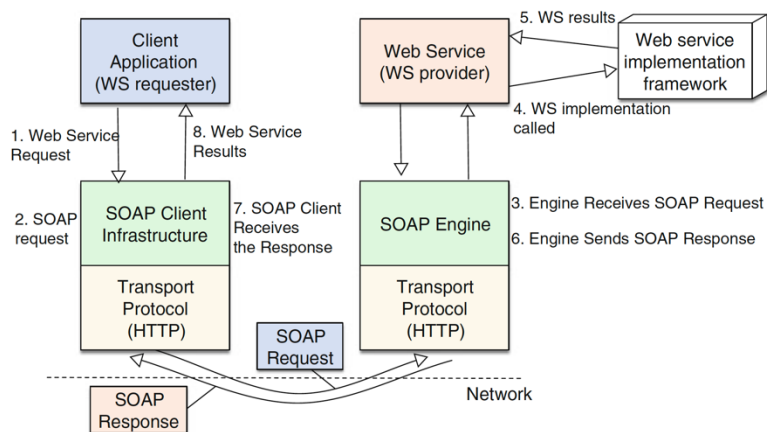 Client
Application
(WS requester)
Web Service
(WS provider)
5. WS results
Web service
implementation
framework
4. WS implementation
called
1. Web Service
Request
8. Web Service
Results
2. SOAP
request
SOAP Client
Infrastructure
7. SOAP Client
Receives
the Response
SOAP Engine
3. Engine Receives SOAP Request
6. Engine Sends SOAP Response
Transport
Protocol
(HTTP)
Transport
Protocol
(HTTP)
SOAP
Request
SOAP
Response
Network